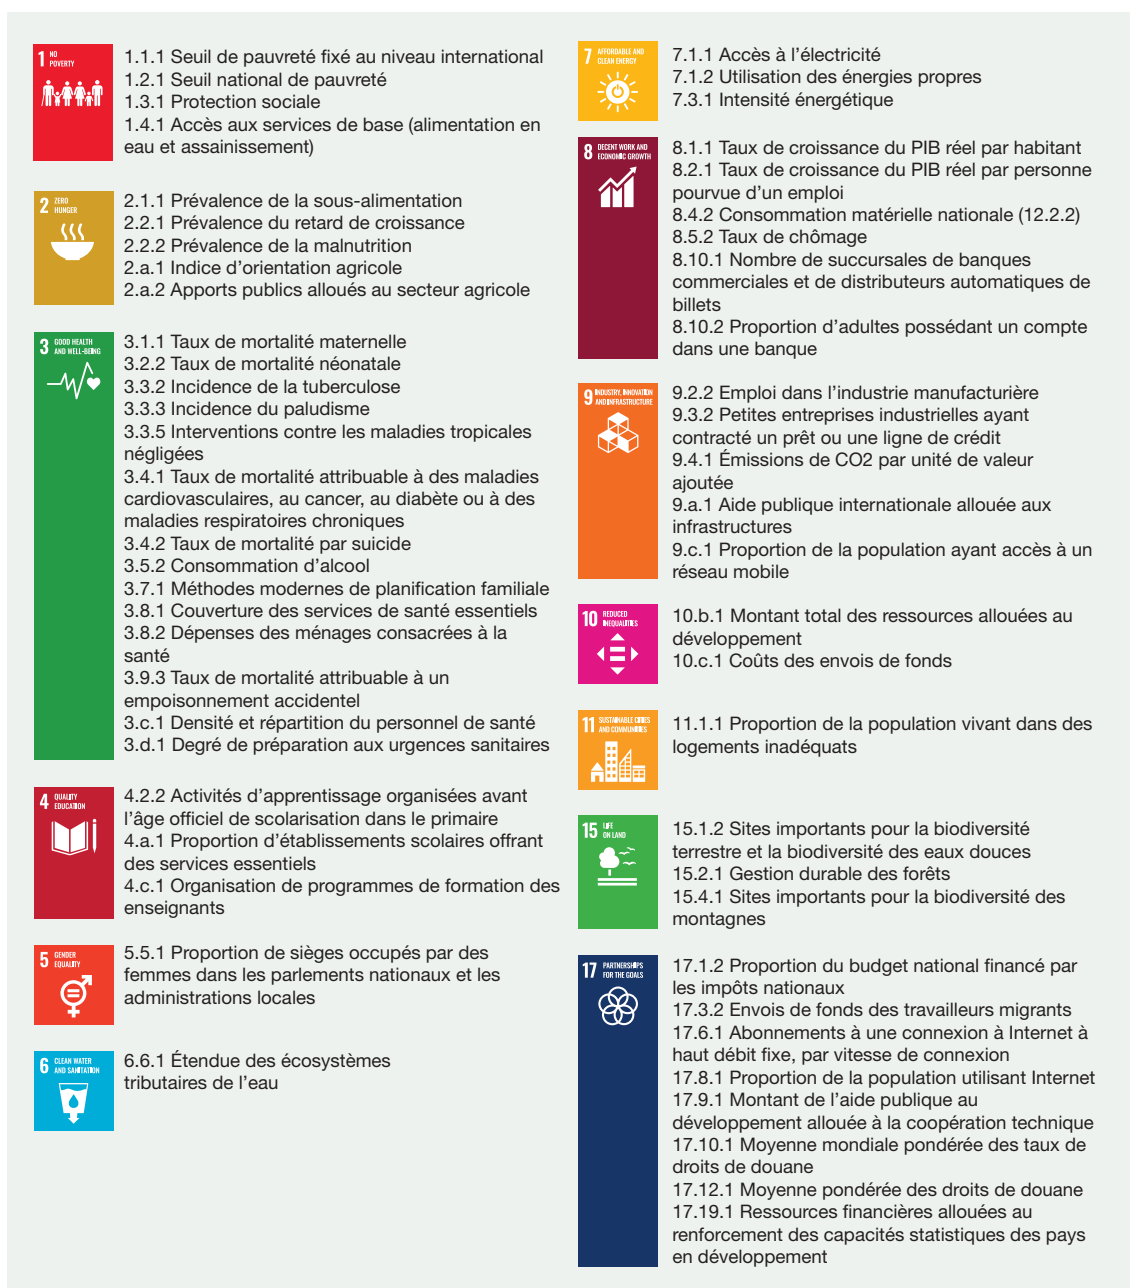 1 NO
POVERTY
1.1.1 Seuil de pauvreté fixé au niveau international
1.2.1 Seuil national de pauvreté
1.3.1 Protection sociale
1.4.1 Accès aux services de base (alimentation en
eau et assainissement)
2 ZERO
HUNGER
2.1.1 Prévalence de la sous-alimentation
2.2.1 Prévalence du retard de croissance
2.2.2 Prévalence de la malnutrition
2.a.1 Indice d’orientation agricole
2.a.2 Apports publics alloués au secteur agricole
3 GOOD HEALTH
AND WELL-BEING
3.1.1 Taux de mortalité maternelle
3.2.2 Taux de mortalité néonatale
3.3.2 Incidence de la tuberculose
3.3.3 Incidence du paludisme
3.3.5 Interventions contre les maladies tropicales
négligées
3.4.1 Taux de mortalité attribuable à des maladies
cardiovasculaires, au cancer, au diabète ou à des
maladies respiratoires chroniques
3.4.2 Taux de mortalité par suicide
3.5.2 Consommation d’alcool
3.7.1 Méthodes modernes de planification familiale
3.8.1 Couverture des services de santé essentiels
3.8.2 Dépenses des ménages consacrées à la
santé
3.9.3 Taux de mortalité attribuable à un
empoisonnement accidentel
3.c.1 Densité et répartition du personnel de santé
3.d.1 Degré de préparation aux urgences sanitaires
4 QUALITY
EDUCATION
4.2.2 Activités d’apprentissage organisées avant
l’âge officiel de scolarisation dans le primaire
4.a.1 Proportion d’établissements scolaires offrant
des services essentiels
4.c.1 Organisation de programmes de formation des
enseignants
5 GENDER
EQUALITY
5.5.1 Proportion de sièges occupés par des
femmes dans les parlements nationaux et les
administrations locales
6 CLEAN WATER
AND SANITATION
6.6.1 Étendue des écosystèmes
tributaires de l’eau
7 AFFORDABLE AND
CLEAN ENERGY
7.1.1 Accès à l’électricité
7.1.2 Utilisation des énergies propres
7.3.1 Intensité énergétique
8 DECENT WORK AND
ECONOMIC GROWTH
8.1.1 Taux de croissance du PIB réel par habitant
8.2.1 Taux de croissance du PIB réel par personne
pourvue d’un emploi
8.4.2 Consommation matérielle nationale (12.2.2)
8.5.2 Taux de chômage
8.10.1 Nombre de succursales de banques
commerciales et de distributeurs automatiques de
billets
8.10.2 Proportion d’adultes possédant un compte
dans une banque
9 INDUSTRY, INNOVATION
AND INFRASTRUCTURE
9.2.2 Emploi dans l’industrie manufacturière
9.3.2 Petites entreprises industrielles ayant
contracté un prêt ou une ligne de crédit
9.4.1 Émissions de CO2 par unité de valeur
ajoutée
9.a.1 Aide publique internationale allouée aux
infrastructures
9.c.1 Proportion de la population ayant accès à un
réseau mobile
10 REDUCED
INEQUALITIES
10.b.1 Montant total des ressources allouées au
développement
10.c.1 Coûts des envois de fonds
11 SUSTAINABLE CITIES
AND COMMUNITIES
11.1.1 Proportion de la population vivant dans des
logements inadéquats
15 LIFE
ON LAND
15.1.2 Sites importants pour la biodiversité
terrestre et la biodiversité des eaux douces
15.2.1 Gestion durable des forêts
15.4.1 Sites importants pour la biodiversité des
montagnes
17 PARTNERSHIPS
FOR THE GOALS
17.1.2 Proportion du budget national financé par
les impôts nationaux
17.3.2 Envois de fonds des travailleurs migrants
17.6.1 Abonnements à une connexion à Internet à
haut débit fixe, par vitesse de connexion
17.8.1 Proportion de la population utilisant Internet
17.9.1 Montant de l’aide publique au
développement allouée à la coopération technique
17.10.1 Moyenne mondiale pondérée des taux de
droits de douane
17.12.1 Moyenne pondérée des droits de douane
17.19.1 Ressources financières allouées au
renforcement des capacités statistiques des pays
en développement